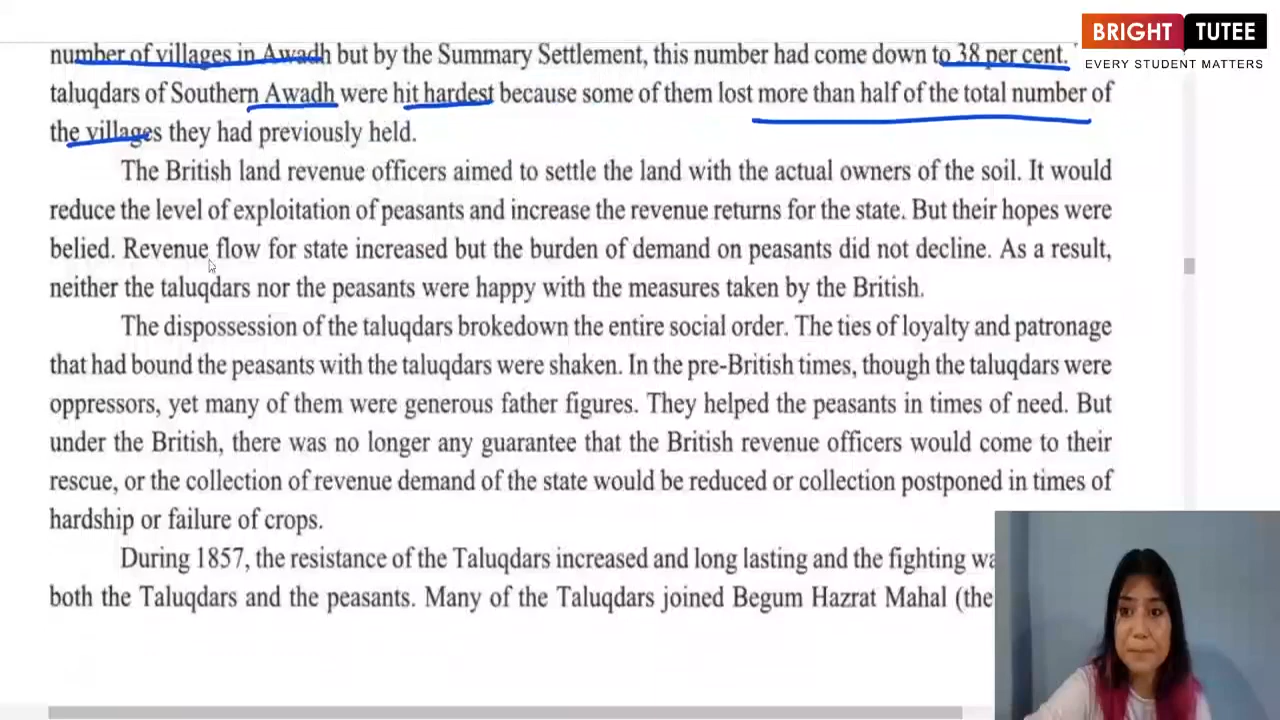 BRIGHT TUTEE
EVERY STUDENT MATTERS
number of villages in Awadh but by the Summary Settlement, this number had come down to 38 per cent.
taluqdars of Southern Awadh were hit hardest because some of them lost more than half of the total number of
the villages they had previously held.
The British land revenue officers aimed to settle the land with the actual owners of the soil. It would
reduce the level of exploitation of peasants and increase the revenue returns for the state. But their hopes were
belied. Revenue flow for state increased but the burden of demand on peasants did not decline. As a result,
neither the taluqdars nor the peasants were happy with the measures taken by the British.
The dispossession of the taluqdars brokedown the entire social order. The ties of loyalty and patronage
that had bound the peasants with the taluqdars were shaken. In the pre-British times, though the taluqdars were
oppressors, yet many of them were generous father figures. They helped the peasants in times of need. But
under the British, there was no longer any guarantee that the British revenue officers would come to their
rescue, or the collection of revenue demand of the state would be reduced or collection postponed in times of
hardship or failure of crops.
During 1857, the resistance of the Taluqdars increased and long lasting and the fighting
both the Taluqdars and the peasants. Many of the Taluqdars joined Begum Hazrat Mahal (the